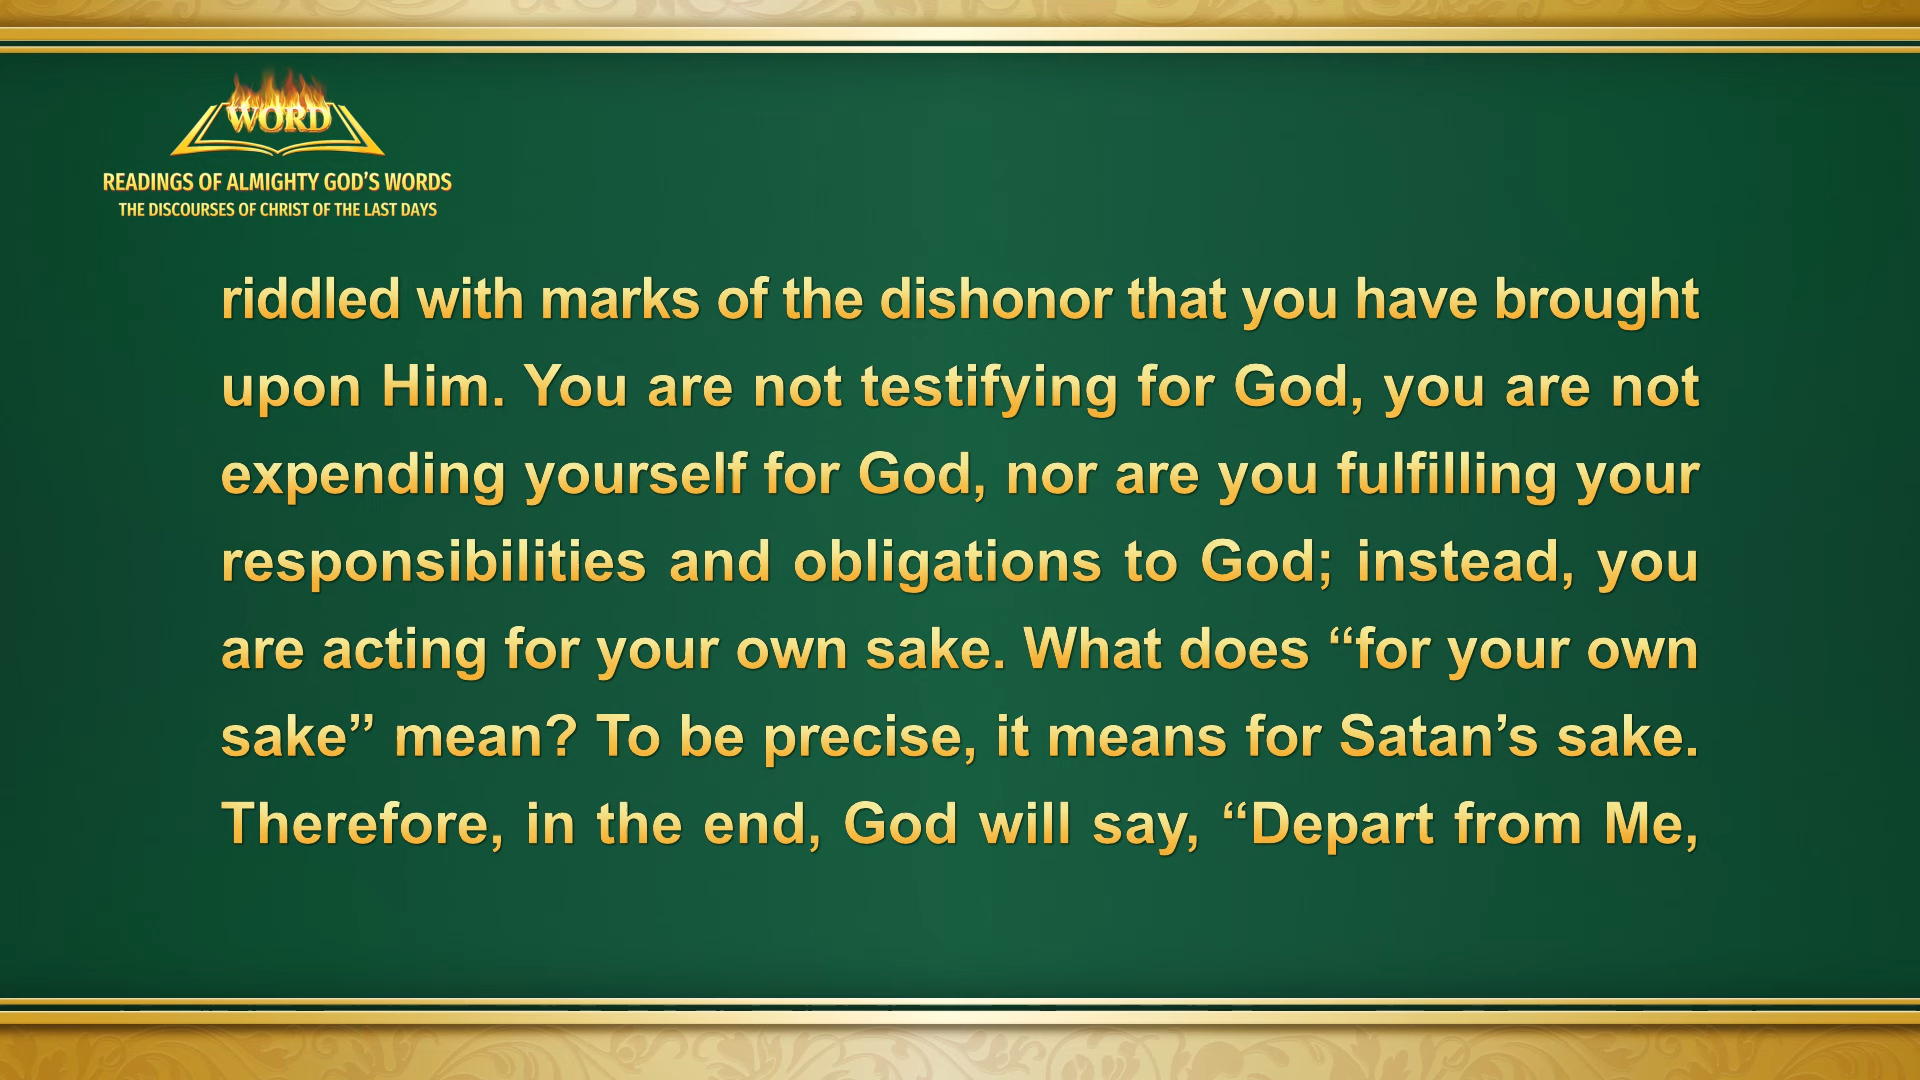 WORD
READINGS OF ALMIGHTY GOD’S WORDS
THE DISCOURSES OF CHRIST OF THE LAST DAYS
riddled with marks of the dishonor that you have brought
upon Him. You are not testifying for God, you are not
expending yourself for God, nor are you fulfilling your
responsibilities and obligations to God; instead, you
are acting for your own sake. What does “for your own
sake” mean? To be precise, it means for Satan’s sake.
Therefore, in the end, God will say, “Depart from Me,